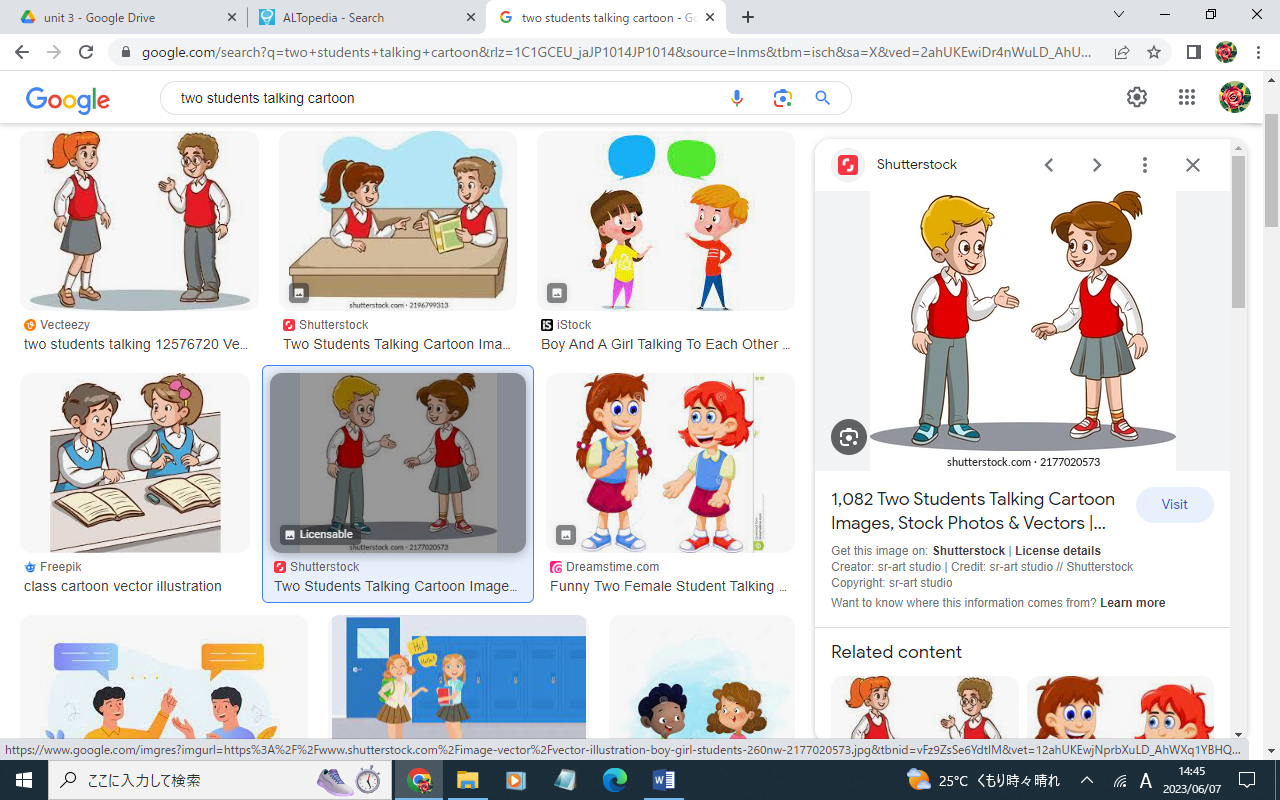 unit 3 - Google Drive
ALTopedia - Search
two students talking cartoon - Go
google.com/search?q=two+students+talking+cartoon&rlz=1C1GCEU_jaJP1014JP1014&source=lnms&tbm=isch&sa=X&ved=2ahUKEwiDr4nWuLD_AhU...
Google
two students talking cartoon
Shutterstock
shutterstock.com · 2196799313
Vecteezy
two students talking 12576720 Ve...
Shutterstock
Two Students Talking Cartoon Ima...
iStock
Boy And A Girl Talking To Each Other ...
shutterstock.com · 2177020573
Licensable
shutterstock.com · 2177020573
Freepik
class cartoon vector illustration
Shutterstock
Two Students Talking Cartoon Image...
Dreamstime.com
Funny Two Female Student Talking ...
1,082 Two Students Talking Cartoon
Images, Stock Photos & Vectors |...
Visit
Get this image on: Shutterstock | License details
Creator: sr-art studio | Credit: sr-art studio // Shutterstock
Copyright: sr-art studio
Want to know where this information comes from? Learn more
Related content
Hi!
Hello!
https://www.google.com/imgres?imgurl=https%3A%2F%2Fwww.shutterstock.com%2Fimage-vector%2Fvector-illustration-boy-girl-students-260nw-2177020573.jpg&tbnid=vFz9ZsSe6YdtIM&vet=12ahUKEwjNprbXuLD_AhWXq1YBHQ...
ここに入力して検索
25°C くもり時々晴れ
A
14:45
2023/06/07